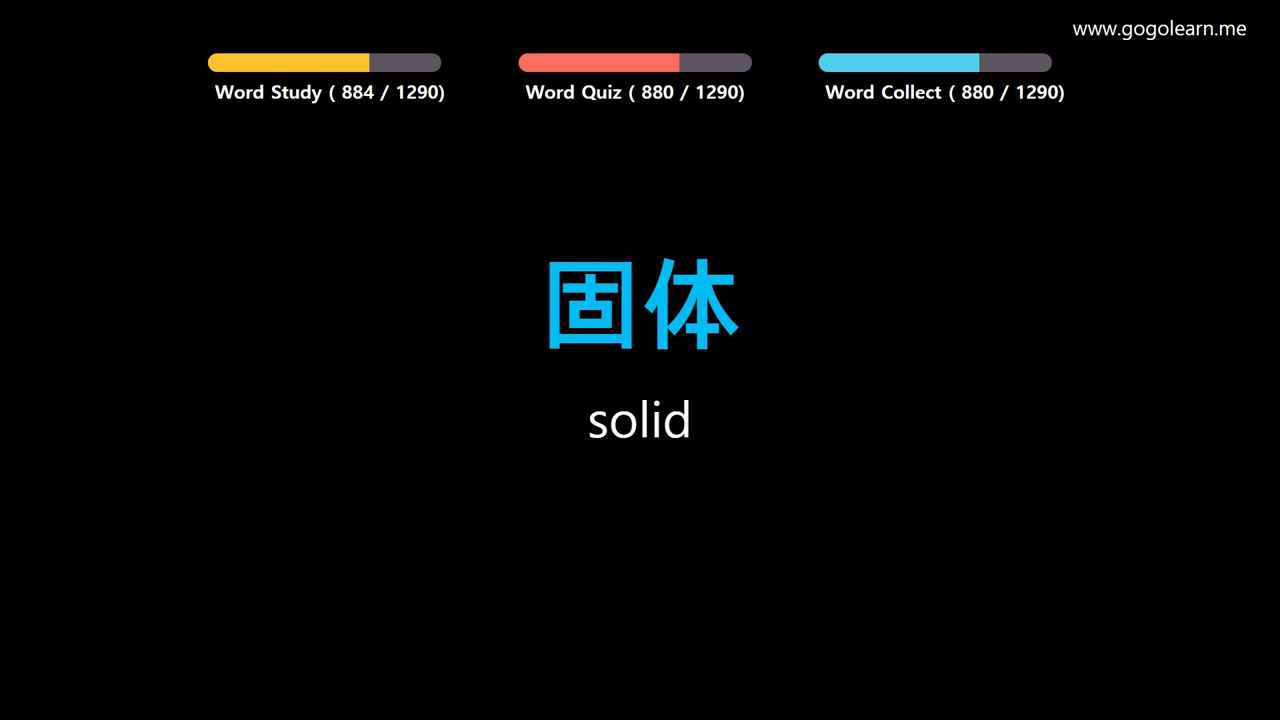 www.gogolearn.me
Word Study ( 884 / 1290)
Word Quiz ( 880 / 1290)
Word Collect ( 880 / 1290)
固体
solid